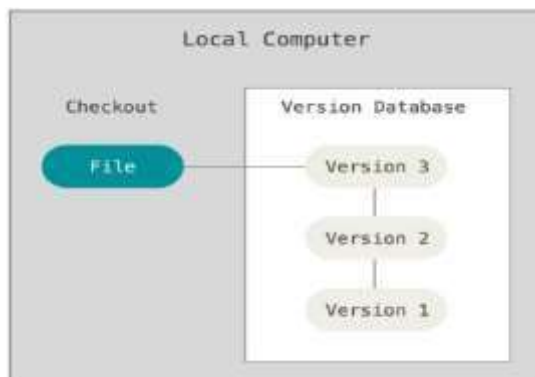 Local Computer
Checkout
Version Database
File
Version 3
Version 2
Version 1